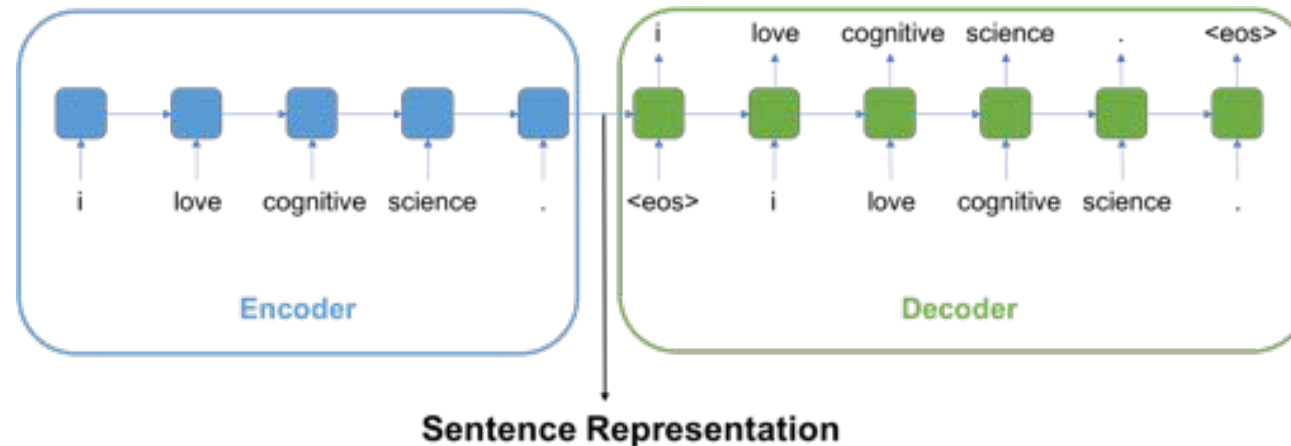 i love cognitive science . <eos>
i love cognitive science . <eos> i love cognitive science .
Encoder Decoder
Sentence Representation